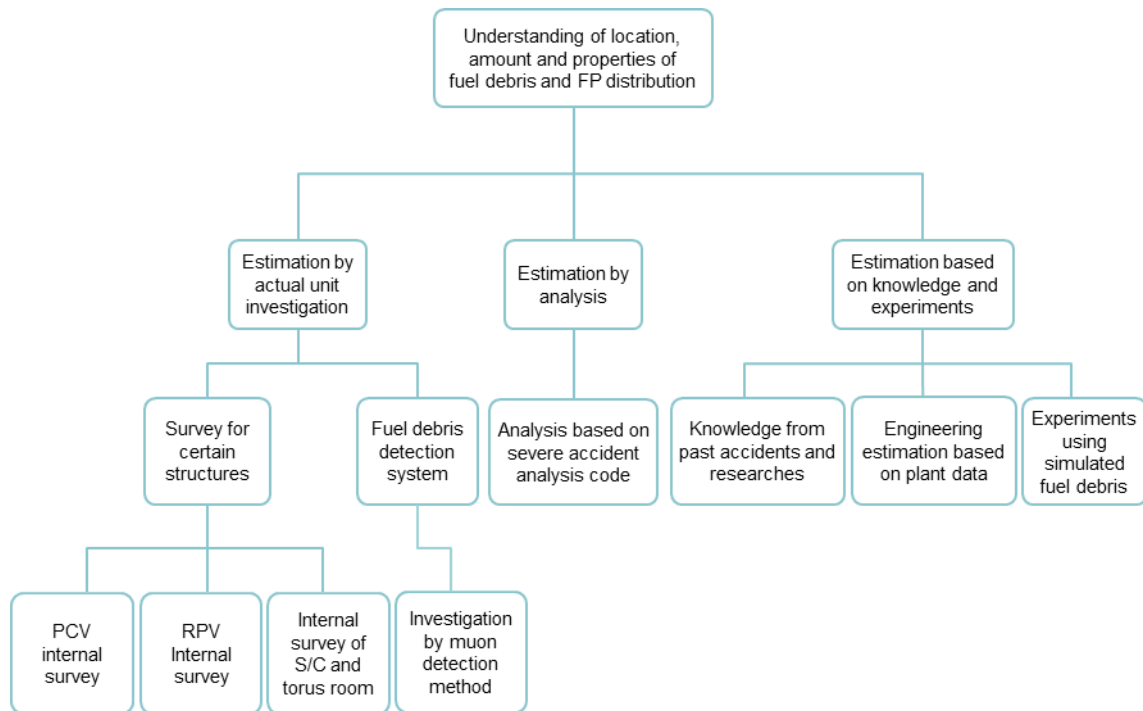 Understanding of location,
amount and properties of
fuel debris and FP distribution
Estimation by
actual unit
investigation
Estimation by
analysis
Estimation based
on knowledge and
experiments
Survey for
certain
structures
Fuel debris
detection
system
Analysis based on
severe accident
analysis code
Knowledge from
past accidents and
researches
Engineering
estimation based
on plant data
Experiments
using
simulated
fuel debris
PCV
internal
survey
RPV
Internal
survey
Internal
survey of
S/C and
torus room
Investigation
by muon
detection
method